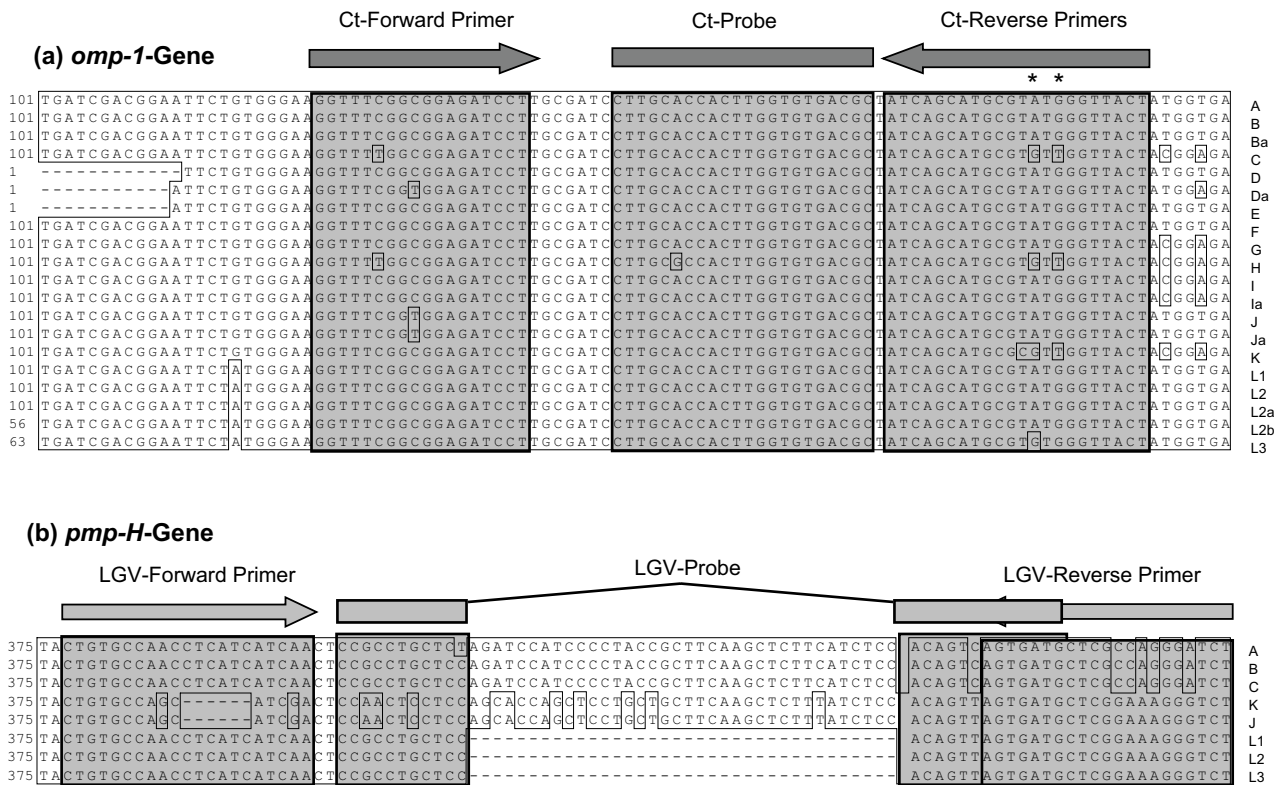 Ct-Forward Primer Ct-Probe Ct-Reverse Primers
(a) omp-1-Gene
* *
101 TGATCGACGGAATTCTGTGGGAAGGTTTCGGCGGAGATCCTTGCGATCCTTGCACCACTTGGTGTGACGCTATCAGCATGCGTATGGGTTACTATGGTGA A
101 TGATCGACGGAATTCTGTGGGAAGGTTTCGGCGGAGATCCTTGCGATCCTTGCACCACTTGGTGTGACGCTATCAGCATGCGTATGGGTTACTATGGTGA B
101 TGATCGACGGAATTCTGTGGGAAGGTTTCGGCGGAGATCCTTGCGATCCTTGCACCACTTGGTGTGACGCTATCAGCATGCGTATGGGTTACTATGGTGA Ba
101 TGATCGACGGAATTCTGTGGGAAGGTTTTGGCGGAGATCCTTGCGATCCTTGCACCACTTGGTGTGACGCTATCAGCATGCGTGTTGGTTACTACGGAGA C
1 ------------TTCTGTGGGAAGGTTTCGGCGGAGATCCTTGCGATCCTTGCACCACTTGGTGTGACGCTATCAGCATGCGTATGGGTTACTATGGTGA D
1 -----------ATTCTGTGGGAAGGTTTCGGTGGAGATCCTTGCGATCCTTGCACCACTTGGTGTGACGCTATCAGCATGCGTATGGGTTACTATGGAGA Da
1 -----------ATTCTGTGGGAAGGTTTCGGCGGAGATCCTTGCGATCCTTGCACCACTTGGTGTGACGCTATCAGCATGCGTATGGGTTACTATGGTGA E
101 TGATCGACGGAATTCTGTGGGAAGGTTTCGGCGGAGATCCTTGCGATCCTTGCACCACTTGGTGTGACGCTATCAGCATGCGTATGGGTTACTATGGTGA F
101 TGATCGACGGAATTCTGTGGGAAGGTTTCGGCGGAGATCCTTGCGATCCTTGCACCACTTGGTGTGACGCTATCAGCATGCGTATGGGTTACTACGGAGA G
101 TGATCGACGGAATTCTGTGGGAAGGTTTTGGCGGAGATCCTTGCGATCCTTGCGCCACTTGGTGTGACGCTATCAGCATGCGTGTTGGTTACTACGGAGA H
101 TGATCGACGGAATTCTGTGGGAAGGTTTCGGCGGAGATCCTTGCGATCCTTGCACCACTTGGTGTGACGCTATCAGCATGCGTATGGGTTACTACGGAGA I
101 TGATCGACGGAATTCTGTGGGAAGGTTTCGGCGGAGATCCTTGCGATCCTTGCACCACTTGGTGTGACGCTATCAGCATGCGTATGGGTTACTACGGAGA Ia
101 TGATCGACGGAATTCTGTGGGAAGGTTTCGGTGGAGATCCTTGCGATCCTTGCACCACTTGGTGTGACGCTATCAGCATGCGTATGGGTTACTATGGTGA J
101 TGATCGACGGAATTCTGTGGGAAGGTTTCGGTGGAGATCCTTGCGATCCTTGCACCACTTGGTGTGACGCTATCAGCATGCGTATGGGTTACTATGGTGA Ja
101 TGATCGACGGAATTCTGTGGGAAGGTTTCGGCGGAGATCCTTGCGATCCTTGCACCACTTGGTGTGACGCTATCAGCATGCGCGTTGGTTACTACGGAGA K
101 TGATCGACGGAATTCTATGGGAAGGTTTCGGCGGAGATCCTTGCGATCCTTGCACCACTTGGTGTGACGCTATCAGCATGCGTATGGGTTACTATGGTGA L1
101 TGATCGACGGAATTCTATGGGAAGGTTTCGGCGGAGATCCTTGCGATCCTTGCACCACTTGGTGTGACGCTATCAGCATGCGTATGGGTTACTATGGTGA L2
101 TGATCGACGGAATTCTATGGGAAGGTTTCGGCGGAGATCCTTGCGATCCTTGCACCACTTGGTGTGACGCTATCAGCATGCGTATGGGTTACTATGGTGA L2a
56 TGATCGACGGAATTCTATGGGAAGGTTTCGGCGGAGATCCTTGCGATCCTTGCACCACTTGGTGTGACGCTATCAGCATGCGTATGGGTTACTATGGTGA L2b
63 TGATCGACGGAATTCTATGGGAAGGTTTCGGCGGAGATCCTTGCGATCCTTGCACCACTTGGTGTGACGCTATCAGCATGCGTGTGGGTTACTATGGTGA L3
(b) pmp-H-Gene
LGV-Forward Primer LGV-Probe LGV-Reverse Primer
375 TACTGTGCCAACCTCATCATCAACTCCGCCTGCTCTAGATCCATCCCCTACCGCTTCAAGCTCTTCATCTCCACAGTCAGTGATGCTCGCCAGGGATCT A
375 TACTGTGCCAACCTCATCATCAACTCCGCCTGCTCCAGATCCATCCCCTACCGCTTCAAGCTCTTCATCTCCACAGTCAGTGATGCTCGCCAGGGATCT B
375 TACTGTGCCAACCTCATCATCAACTCCGCCTGCTCCAGATCCATCCCCTACCGCTTCAAGCTCTTCATCTCCACAGTCAGTGATGCTCGCCAGGGATCT C
375 TACTGTGCCAGC------ATCGACTCCAACTCCTCCAGCACCAGCTCCTGCTGCTTCAAGCTCTTTATCTCCACAGTTAGTGATGCTCGGAAAGGGTCT K
375 TACTGTGCCAGC------ATCGACTCCAACTCCTCCAGCACCAGCTCCTGCTGCTTCAAGCTCTTTATCTCCACAGTTAGTGATGCTCGGAAAGGGTCT J
375 TACTGTGCCAACCTCATCATCAACTCCGCCTGCTCC-----------------------------------ACAGTTAGTGATGCTCGGAAAGGGTCT L1
375 TACTGTGCCAACCTCATCATCAACTCCGCCTGCTCC-----------------------------------ACAGTTAGTGATGCTCGGAAAGGGTCT L2
375 TACTGTGCCAACCTCATCATCAACTCCGCCTGCTCC-----------------------------------ACAGTTAGTGATGCTCGGAAAGGGTCT L3